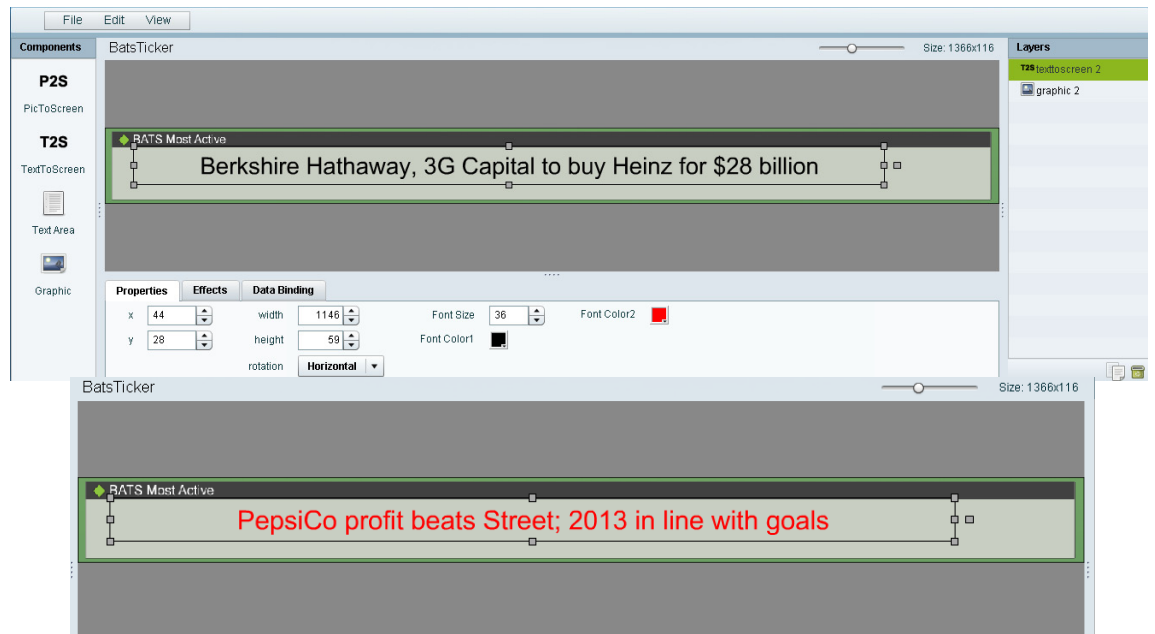 File Edit View
Components
BatsTicker
Size: 1366x116
Layers
P2S
PicToScreen
T2S
TextToScreen
Text Area
Graphic
T2S texttoscreen 2
graphic 2
BATS Most Active
Berkshire Hathaway, 3G Capital to buy Heinz for $28 billion
Properties Effects Data Binding
x 44 width 1146 Font Size 36 Font Color2
y 28 height 59 Font Color1
rotation Horizontal
BatsTicker
Size: 1366x116
BATS Most Active
PepsiCo profit beats Street; 2013 in line with goals